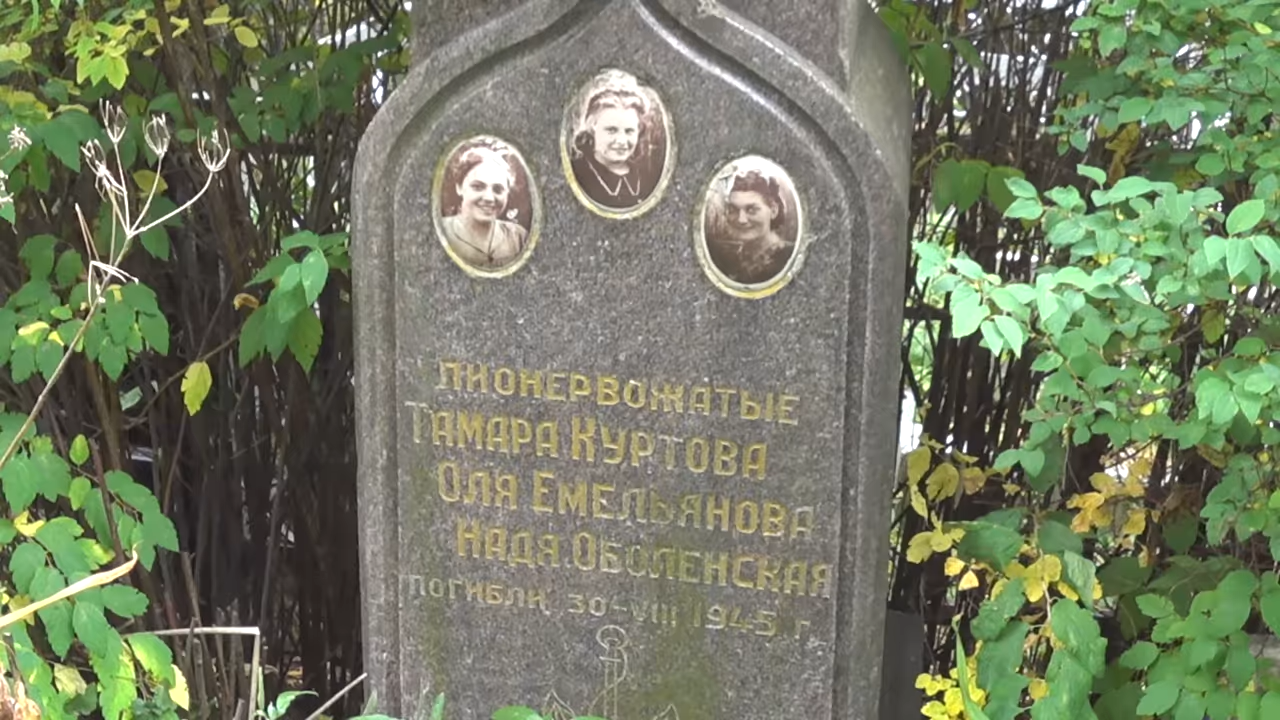 ПИОНЕРВОЖАТЫЕ
ТАМАРА КУРТОВА
ОЛЯ ЕМЕЛЬЯНОВА
НАДЯ ОБОЛЕНСКАЯ
ПОГИБЛИ 30-VIII 1945 г.